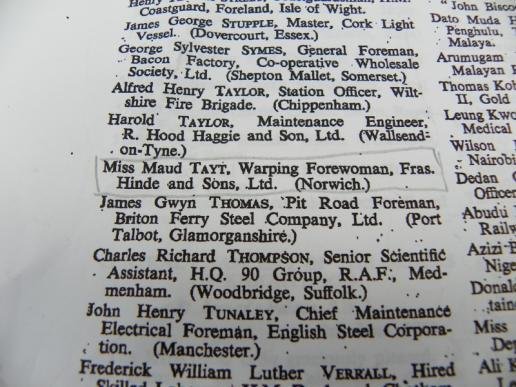 Coastguard, Foreland, Isle of Wight.
James George STUPPLE, Master, Cork Light
Vessel. (Dovercourt, Essex.)
George Sylvester SYMES, General Foreman,
Bacon Factory, Co-operative Wholesale
Society, Ltd. (Shepton Mallet, Somerset.)
Alfred Henry TAYLOR, Station Officer, Wilt-
shire Fire Brigade. (Chippenham.)
Harold TAYLOR, Maintenance Engineer,
R. Hood Haggie and Son, Ltd. (Wallsend-
on-Tyne.)
Miss Maud TAYT, Warping Forewoman, Fras.
Hinde and Sons, Ltd. (Norwich.)
James Gwyn THOMAS, Pit Road Foreman,
Briton Ferry Steel Company, Ltd. (Port
Talbot, Glamorganshire.)
Charles Richard THOMPSON, Senior Scientific
Assistant, H.Q. 90 Group, R.A.F., Med-
menham. (Woodbridge, Suffolk.)
John Henry TUNALEY, Chief Maintenance
Electrical Foreman, English Steel Corpora-
tion. (Manchester.)
Frederick William Luther VERRALL, Hired
"John Bisco
Dato Muda H
Penghulu,
Malaya.
Arumugam
Malayan
Thomas Kob
II, Gold
Leung Kwo
Medical
Wilson
Nairobi
Dedan
Officer
Abudu
Railw
Azizi
Nige
Donal
taine
Miss
Dep
Ali K